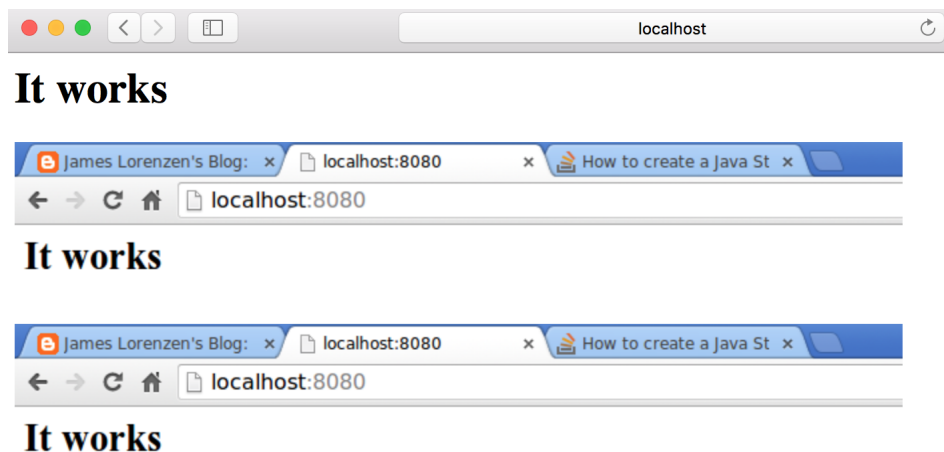 localhost
It works
James Lorenzen's Blog: localhost:8080 How to create a Java St
localhost:8080
It works
James Lorenzen's Blog: localhost:8080 How to create a Java St
localhost:8080
It works